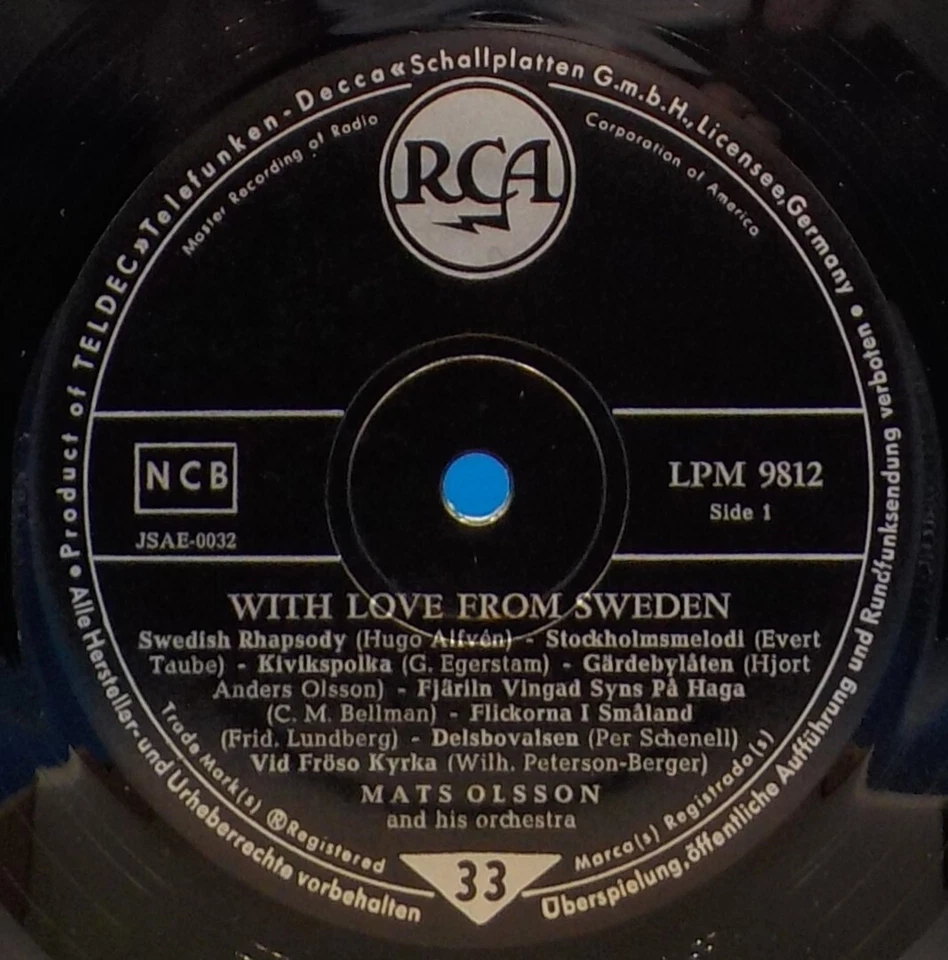 Product of TELDEC »Telefunken - Decca« Schallplatten G.m.b.H., Licensee, Germany •
Master Recording of Radio
Corporation of America
RCA
NCB
JSAE-0032
LPM 9812
Side 1
WITH LOVE FROM SWEDEN
Swedish Rhapsody (Hugo Alfvén) - Stockholmsmelodi (Evert
Taube) - Kivikspolka (G. Egerstam) - Gärdebylåten (Hjort
Anders Olsson) - Fjäriln Vingad Syns På Haga
(C. M. Bellman) - Flickorna I Småland
(Frid. Lundberg) - Delsbovalsen (Per Schenell)
Vid Fröso Kyrka (Wilh. Peterson-Berger)
MATS OLSSON
and his orchestra
Trade Mark(s) ® Registered
Marca(s) Registrada(s)
33
• Alle Hersteller- und Urheberrechte vorbehalten
Überspielung, öffentliche Aufführung und Rundfunksendung verboten